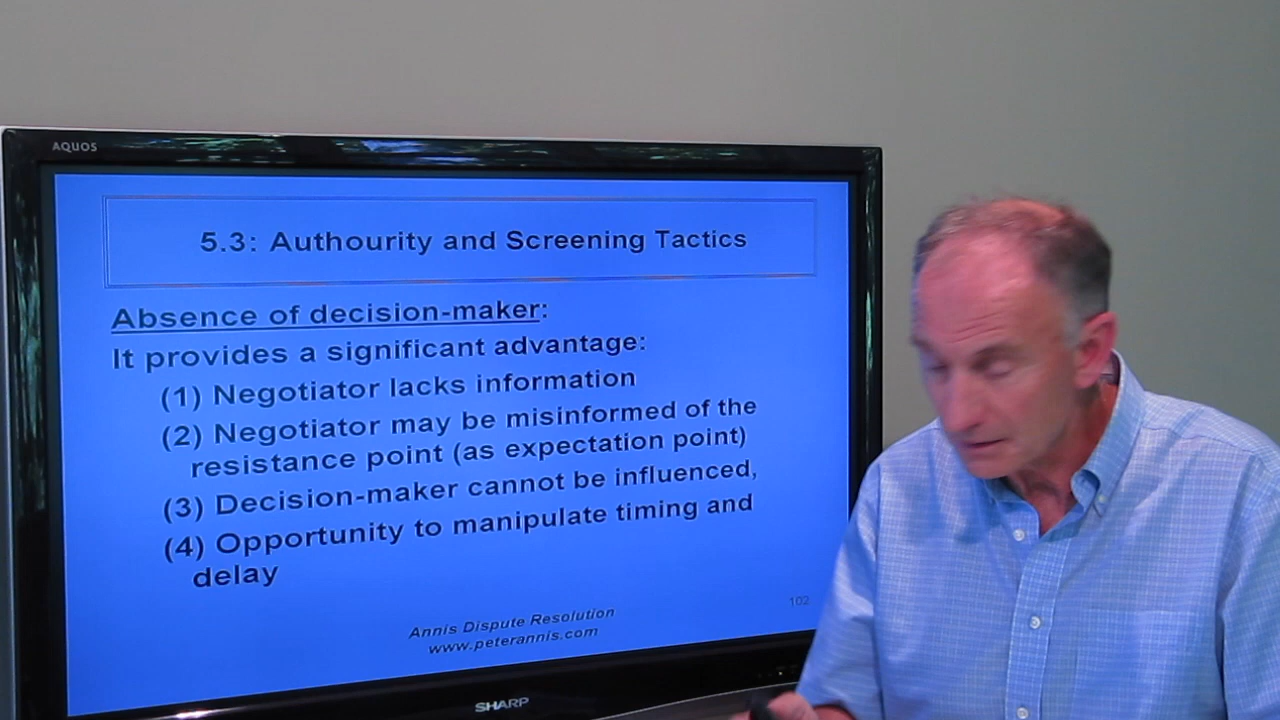 AQUOS
5.3: Authourity and Screening Tactics
Absence of decision-maker:
It provides a significant advantage:
(1) Negotiator lacks information
(2) Negotiator may be misinformed of the
resistance point (as expectation point)
(3) Decision-maker cannot be influenced,
(4) Opportunity to manipulate timing and
delay
102
Annis Dispute Resolution
www.peterannis.com
SHARP